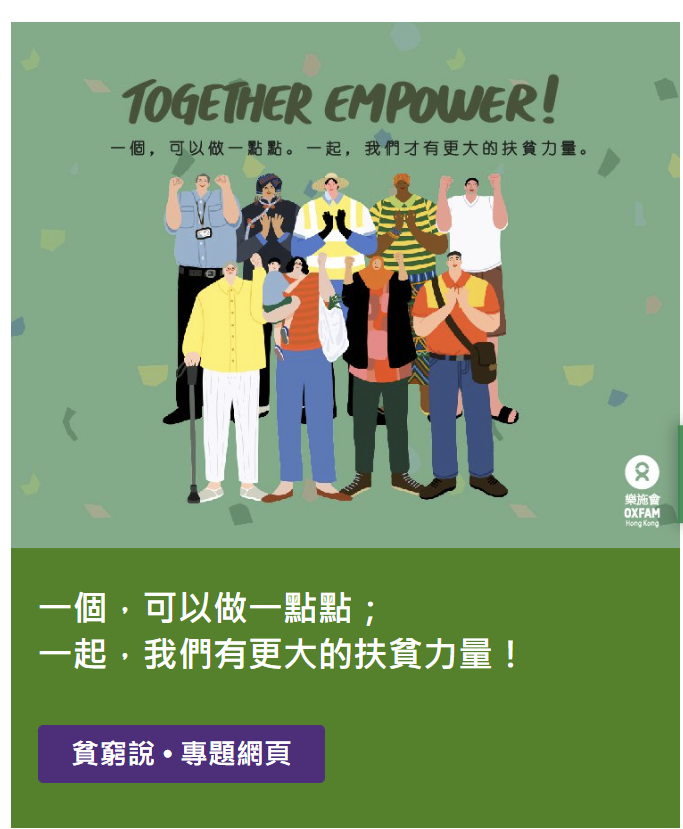 TOGETHER EMPOWER!
一個，可以做一點點。一起，我們才有更大的扶貧力量。
樂施會
OXFAM
Hong Kong
一個，可以做一點點；
一起，我們有更大的扶貧力量！
貧窮說•專題網頁